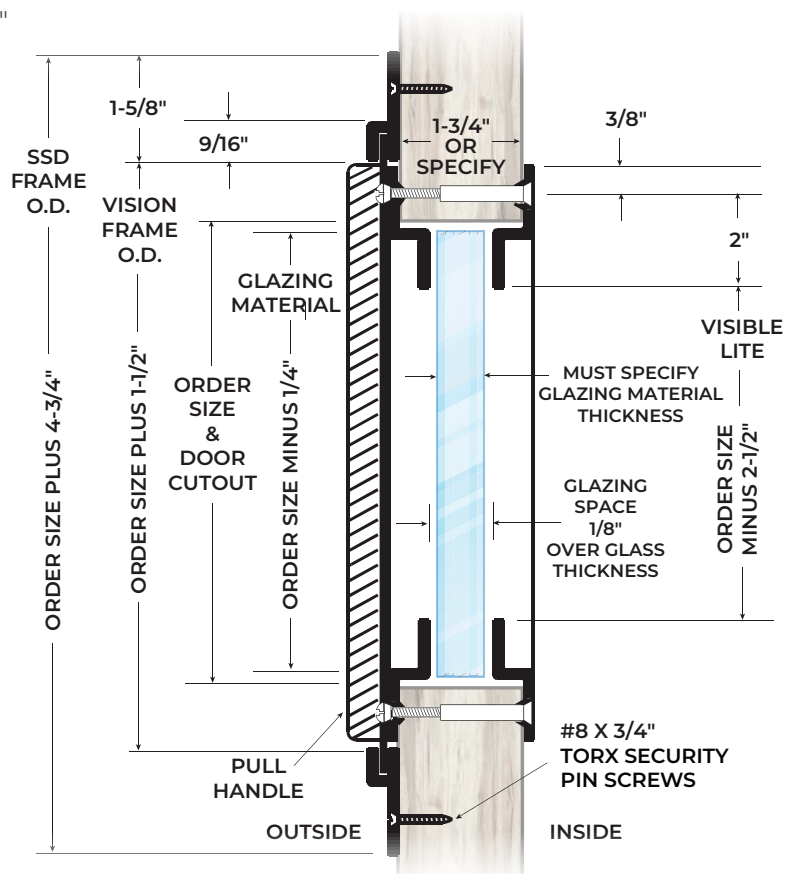 "
1-5/8"
9/16"
1-3/4"
OR
SPECIFY
3/8"
SSD
FRAME
O.D.
VISION
FRAME
O.D.
2"
GLAZING
MATERIAL
VISIBLE
LITE
ORDER
SIZE
&
DOOR
CUTOUT
MUST SPECIFY
GLAZING MATERIAL
THICKNESS
ORDER SIZE PLUS 4-3/4"
ORDER SIZE PLUS 1-1/2"
ORDER SIZE MINUS 1/4"
ORDER SIZE
MINUS 2-1/2"
GLAZING
SPACE
1/8"
OVER GLASS
THICKNESS
PULL
HANDLE
#8 X 3/4"
TORX SECURITY
PIN SCREWS
OUTSIDE
INSIDE